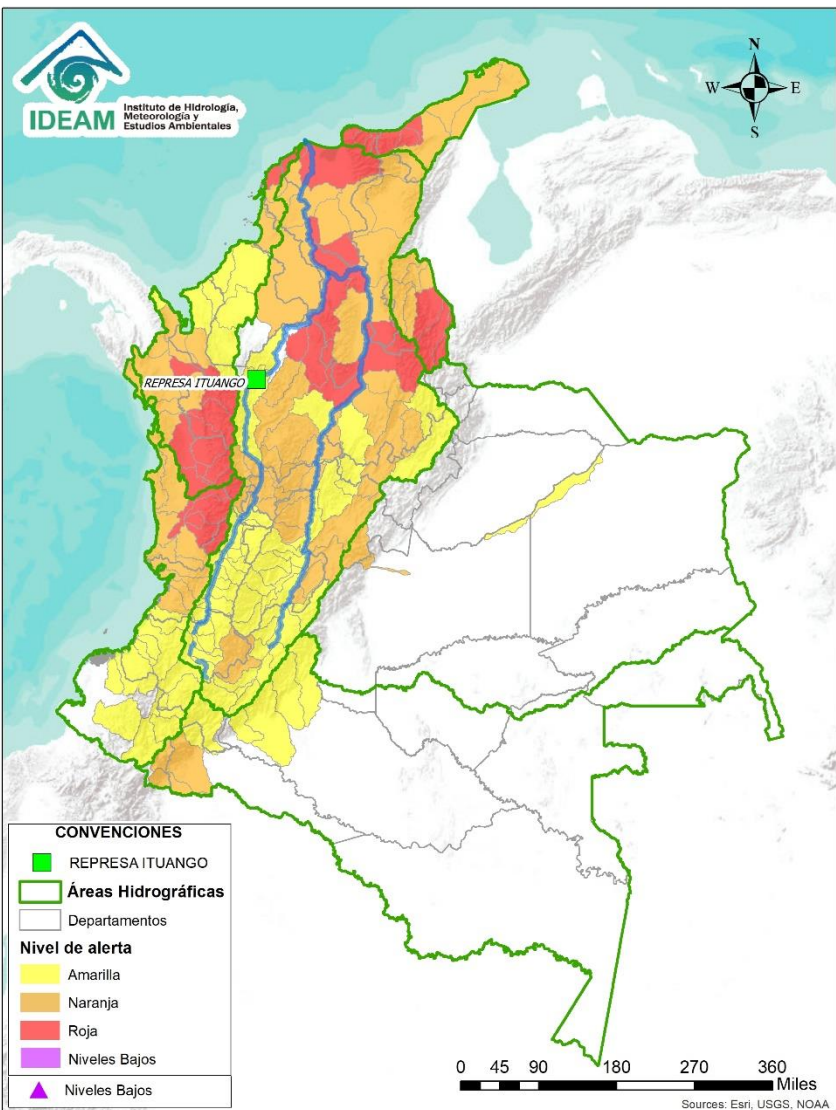 IDEAM
Instituto de Hidrología,
Meteorología y
Estudios Ambientales
N
W
E
S
REPRESA ITUANGO
CONVENCIONES
REPRESA ITUANGO
Áreas Hidrográficas
Departamentos
Nivel de alerta
Amarilla
Naranja
Roja
Niveles Bajos
Niveles Bajos
0 45 90 180 270 360
Miles
Sources: Esri, USGS, NOAA